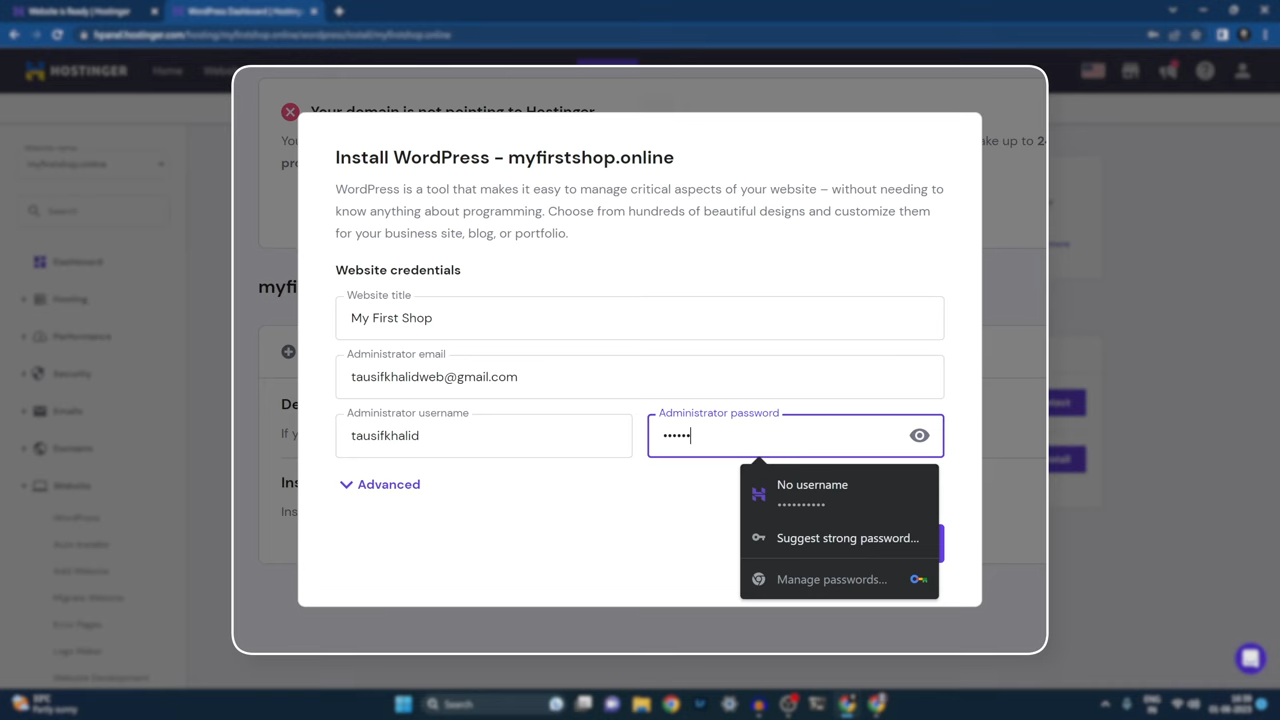 Website is Ready | Hostinger
WordPress Dashboard | Hosting
hpanel.hostinger.com/hosting/myfirstshop.online/wordpress/install/myfirstshop.online
HOSTINGER
Home
Your domain is not pointing to Hostinger
ake up to 2
Website name
myfirstshop.online
Search
Install WordPress - myfirstshop.online
WordPress is a tool that makes it easy to manage critical aspects of your website – without needing to
know anything about programming. Choose from hundreds of beautiful designs and customize them
for your business site, blog, or portfolio.
Website credentials
Website title
My First Shop
Administrator email
tausifkhalidweb@gmail.com
Administrator username
tausifkhalid
Administrator password
••••••
No username
••••••••••
Suggest strong password...
Manage passwords...
Advanced
Dashboard
Hosting
Performance
Security
Emails
Domains
Website
WordPress
Auto Installer
Add Website
Migrate Website
Error Pages
Logo Maker
Website Development
myfi
De
If y
Ins
Ins
Search
Partly sunny
ENG
IN